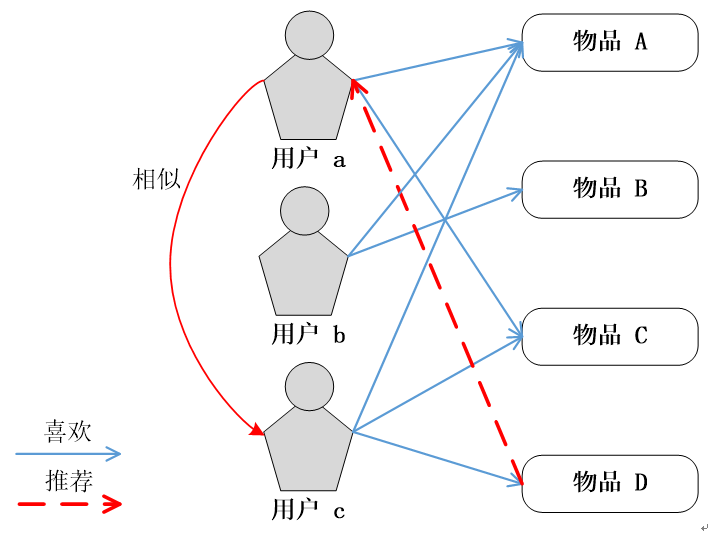 物品 A
用户 a
相似
物品 B
用户 b
物品 C
喜欢
推荐
物品 D
用户 c